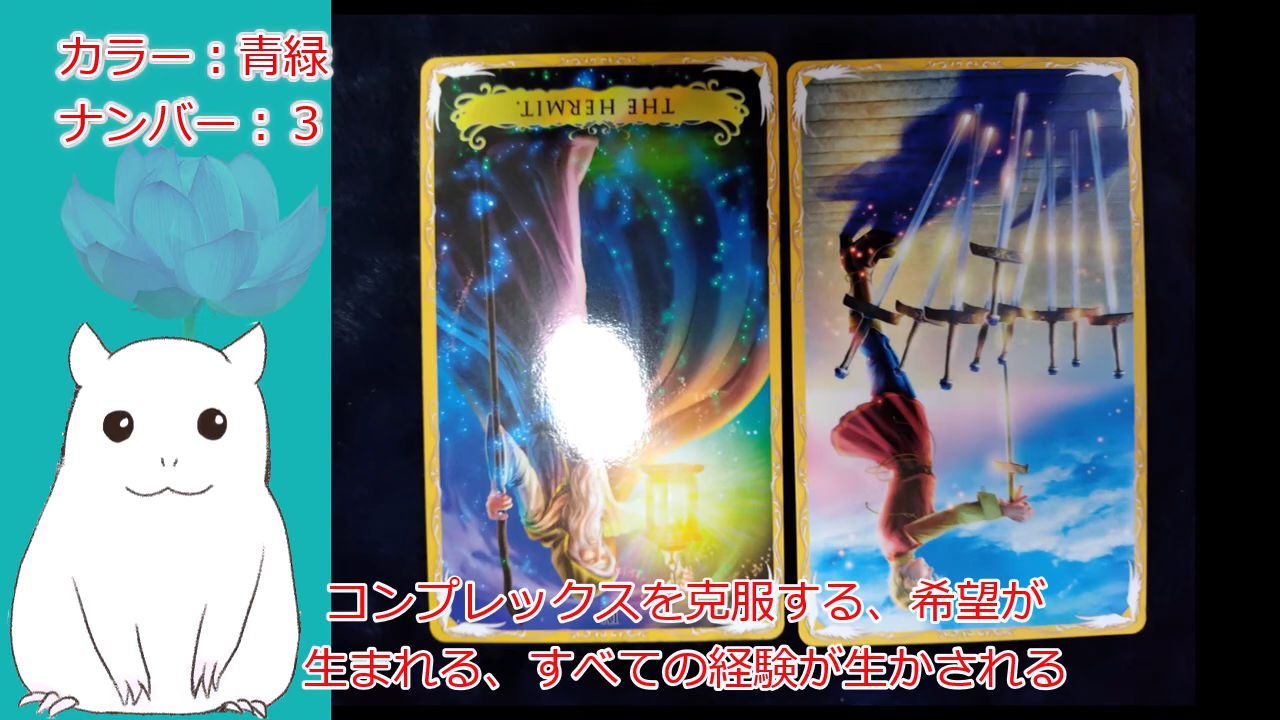 カラー：青緑
ナンバー：３
THE HERMIT.
コンプレックスを克服する、希望が
生まれる、すべての経験が生かされる